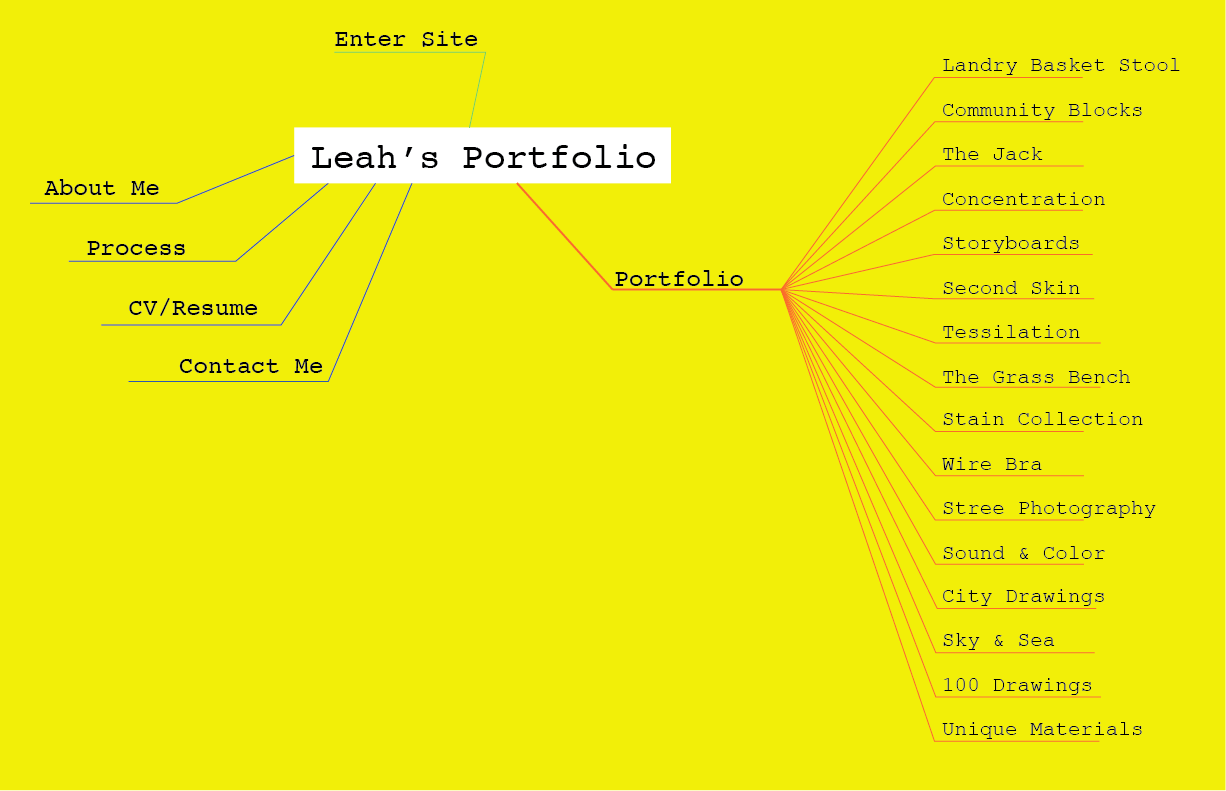 Enter Site
Leah’s Portfolio
About Me
Process
CV/Resume
Contact Me
Portfolio
Landry Basket Stool
Community Blocks
The Jack
Concentration
Storyboards
Second Skin
Tessilation
The Grass Bench
Stain Collection
Wire Bra
Stree Photography
Sound & Color
City Drawings
Sky & Sea
100 Drawings
Unique Materials